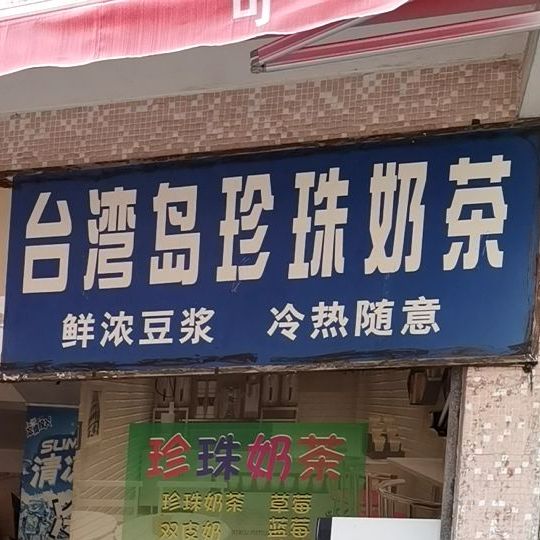 台湾岛珍珠奶茶
鲜浓豆浆 冷热随意
珍珠奶茶
珍珠奶茶 草莓
双皮奶 蓝莓
SUN